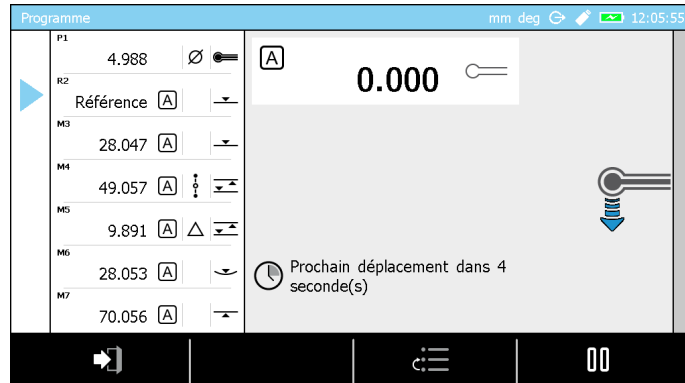 Programme
mm deg 12:05:55
P1
4.988 Ø
R2
Référence A
M3
28.047 A
M4
49.057 A
M5
9.891 A
M6
28.053 A
M7
70.056 A
A
0.000
Prochain déplacement dans 4
seconde(s)